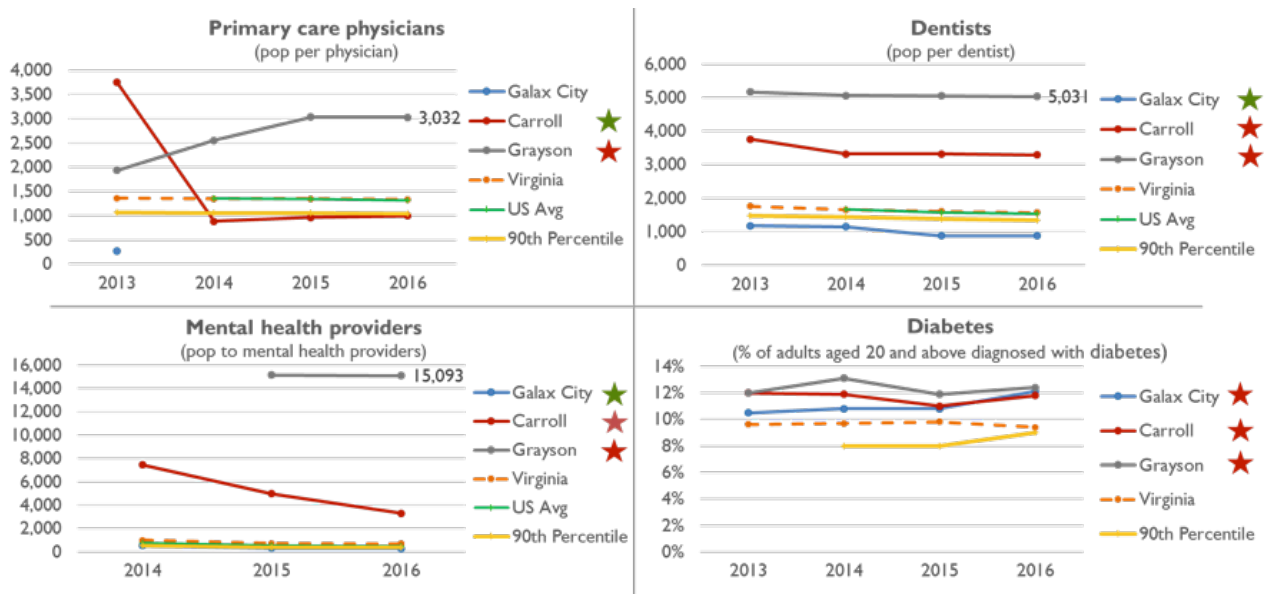 Primary care physicians
(pop per physician)
4,000
3,500
3,000
2,500
2,000
1,500
1,000
500
0
3,032
2013 2014 2015 2016
Galax City
Carroll
Grayson
Virginia
US Avg
90th Percentile
Dentists
(pop per dentist)
6,000
5,000
4,000
3,000
2,000
1,000
0
5,031
2013 2014 2015 2016
Galax City
Carroll
Grayson
Virginia
US Avg
90th Percentile
Mental health providers
(pop to mental health providers)
16,000
14,000
12,000
10,000
8,000
6,000
4,000
2,000
0
15,093
2014 2015 2016
Galax City
Carroll
Grayson
Virginia
US Avg
90th Percentile
Diabetes
(% of adults aged 20 and above diagnosed with diabetes)
14%
12%
10%
8%
6%
4%
2%
0%
2013 2014 2015 2016
Galax City
Carroll
Grayson
Virginia
90th Percentile